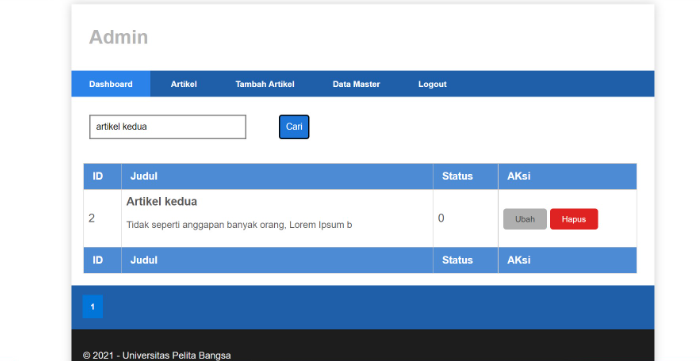 Admin
Dashboard Artikel Tambah Artikel Data Master Logout
artikel kedua Cari
ID Judul Status AKsi
Artikel kedua
2 Tidak seperti anggapan banyak orang, Lorem Ipsum b 0 Ubah Hapus
ID Judul Status AKsi
1
© 2021 - Universitas Pelita Bangsa